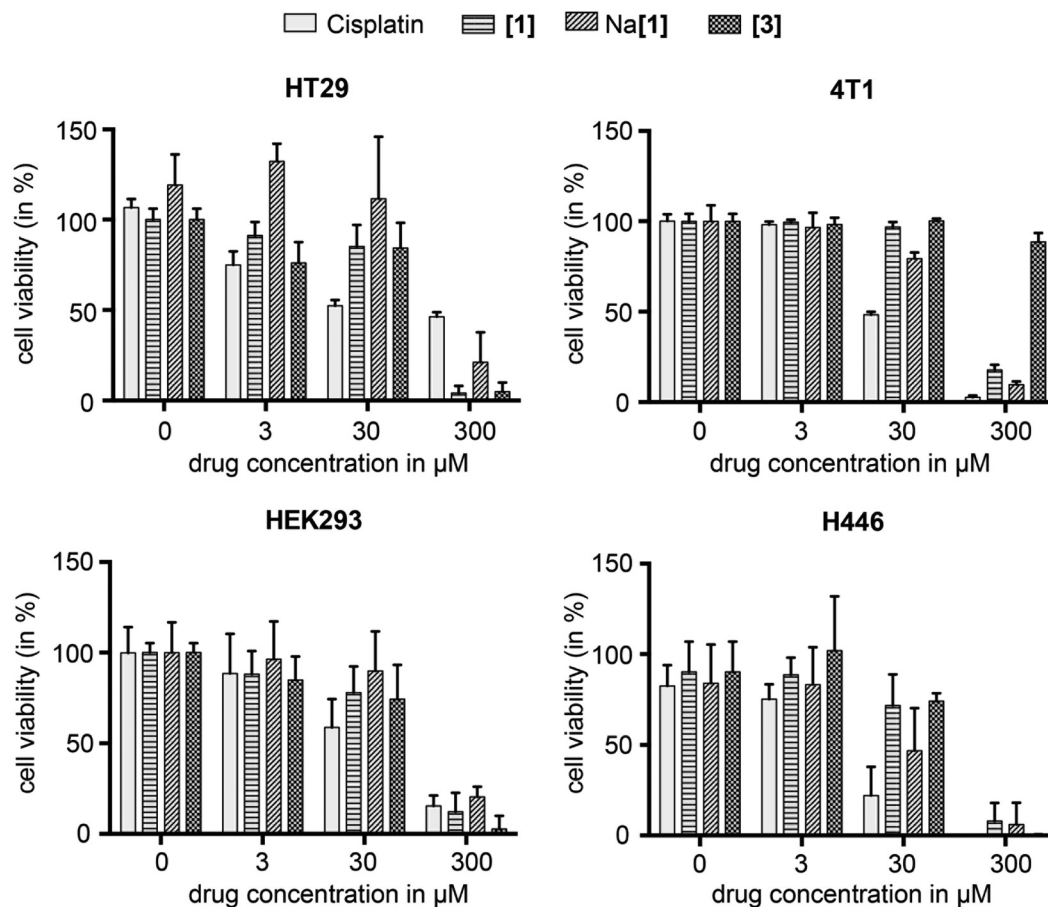 Cisplatin [1] Na[1] [3]
HT29
150
100
50
0
cell viability (in %)
0 3 30 300
drug concentration in µM
4T1
150
100
50
0
cell viability (in %)
0 3 30 300
drug concentration in µM
HEK293
150
100
50
0
cell viability (in %)
0 3 30 300
drug concentration in µM
H446
150
100
50
0
cell viability (in %)
0 3 30 300
drug concentration in µM